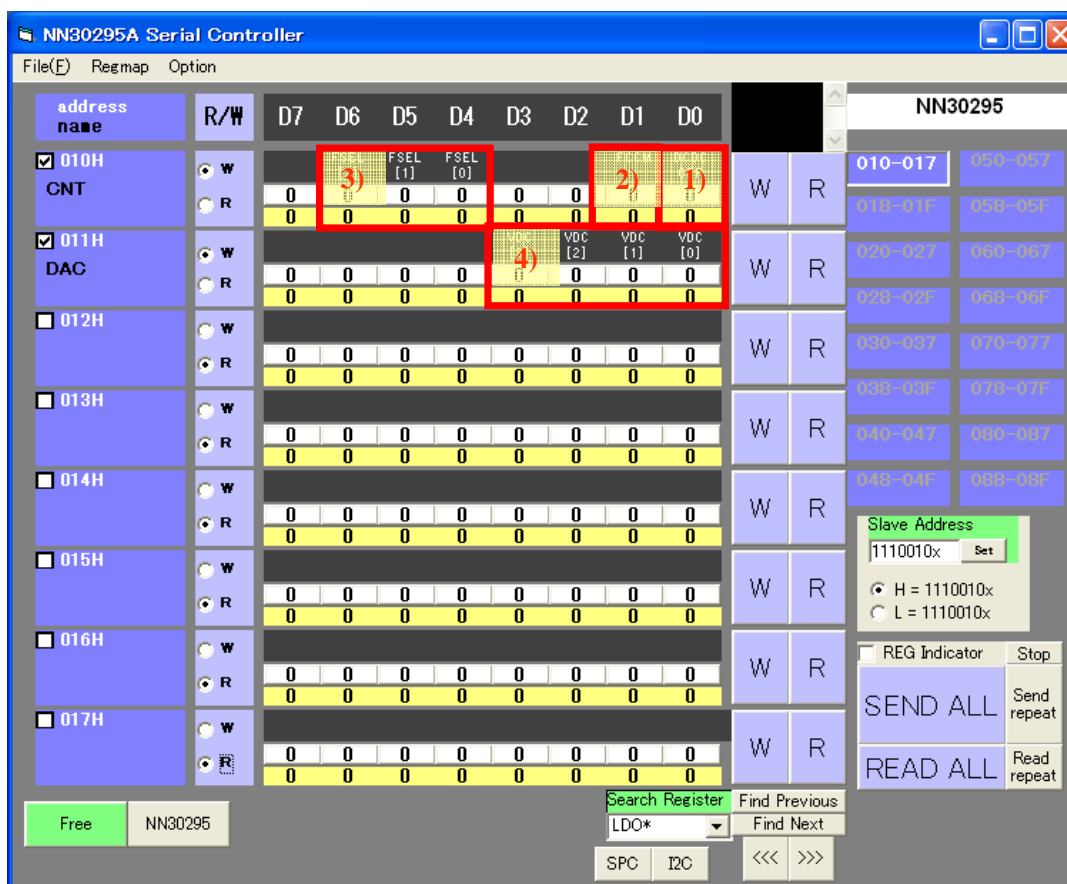 NN30295A Serial Controller
File(F) Regmap Option
address name R/W D7 D6 D5 D4 D3 D2 D1 D0 NN30295
010H CNT W R 3) FSEL [1] FSEL [0] 2) 1) W R
0 0 0 0 0
0 0 0 0 0 0 0 0
011H DAC W R 4) VDC [2] VDC [1] VDC [0] W R
0 0 0 0 0 0 0 0
0 0 0 0 0 0 0 0
012H W R W R
0 0 0 0 0 0 0 0
0 0 0 0 0 0 0 0
013H W R W R
0 0 0 0 0 0 0 0
0 0 0 0 0 0 0 0
014H W R W R
0 0 0 0 0 0 0 0
0 0 0 0 0 0 0 0
015H W R W R
0 0 0 0 0 0 0 0
0 0 0 0 0 0 0 0
016H W R W R
0 0 0 0 0 0 0 0
0 0 0 0 0 0 0 0
017H W R W R
0 0 0 0 0 0 0 0
0 0 0 0 0 0 0 0
010-017 050-057
018-01F 058-05F
020-027 060-067
028-02F 068-06F
030-037 070-077
038-03F 078-07F
040-047 080-087
048-04F 088-08F
Slave Address
1110010x Set
H = 1110010x
L = 1110010x
REG Indicator Stop
SEND ALL Send repeat
READ ALL Read repeat
Search Register Find Previous
LDO* Find Next
Free NN30295
SPC I2C <<< >>>